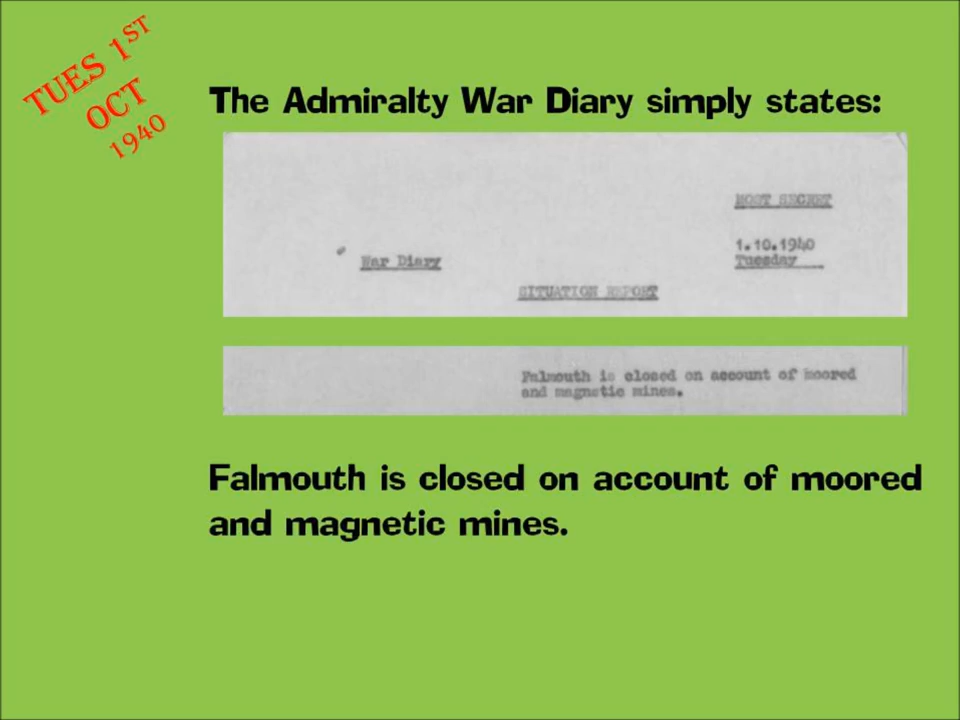 TUES 1ST
OCT
1940
The Admiralty War Diary simply states:
MOST SECRET
1.10.1940
Tuesday
War Diary
SITUATION REPORT
Falmouth is closed on account of moored
and magnetic mines.
Falmouth is closed on account of moored
and magnetic mines.